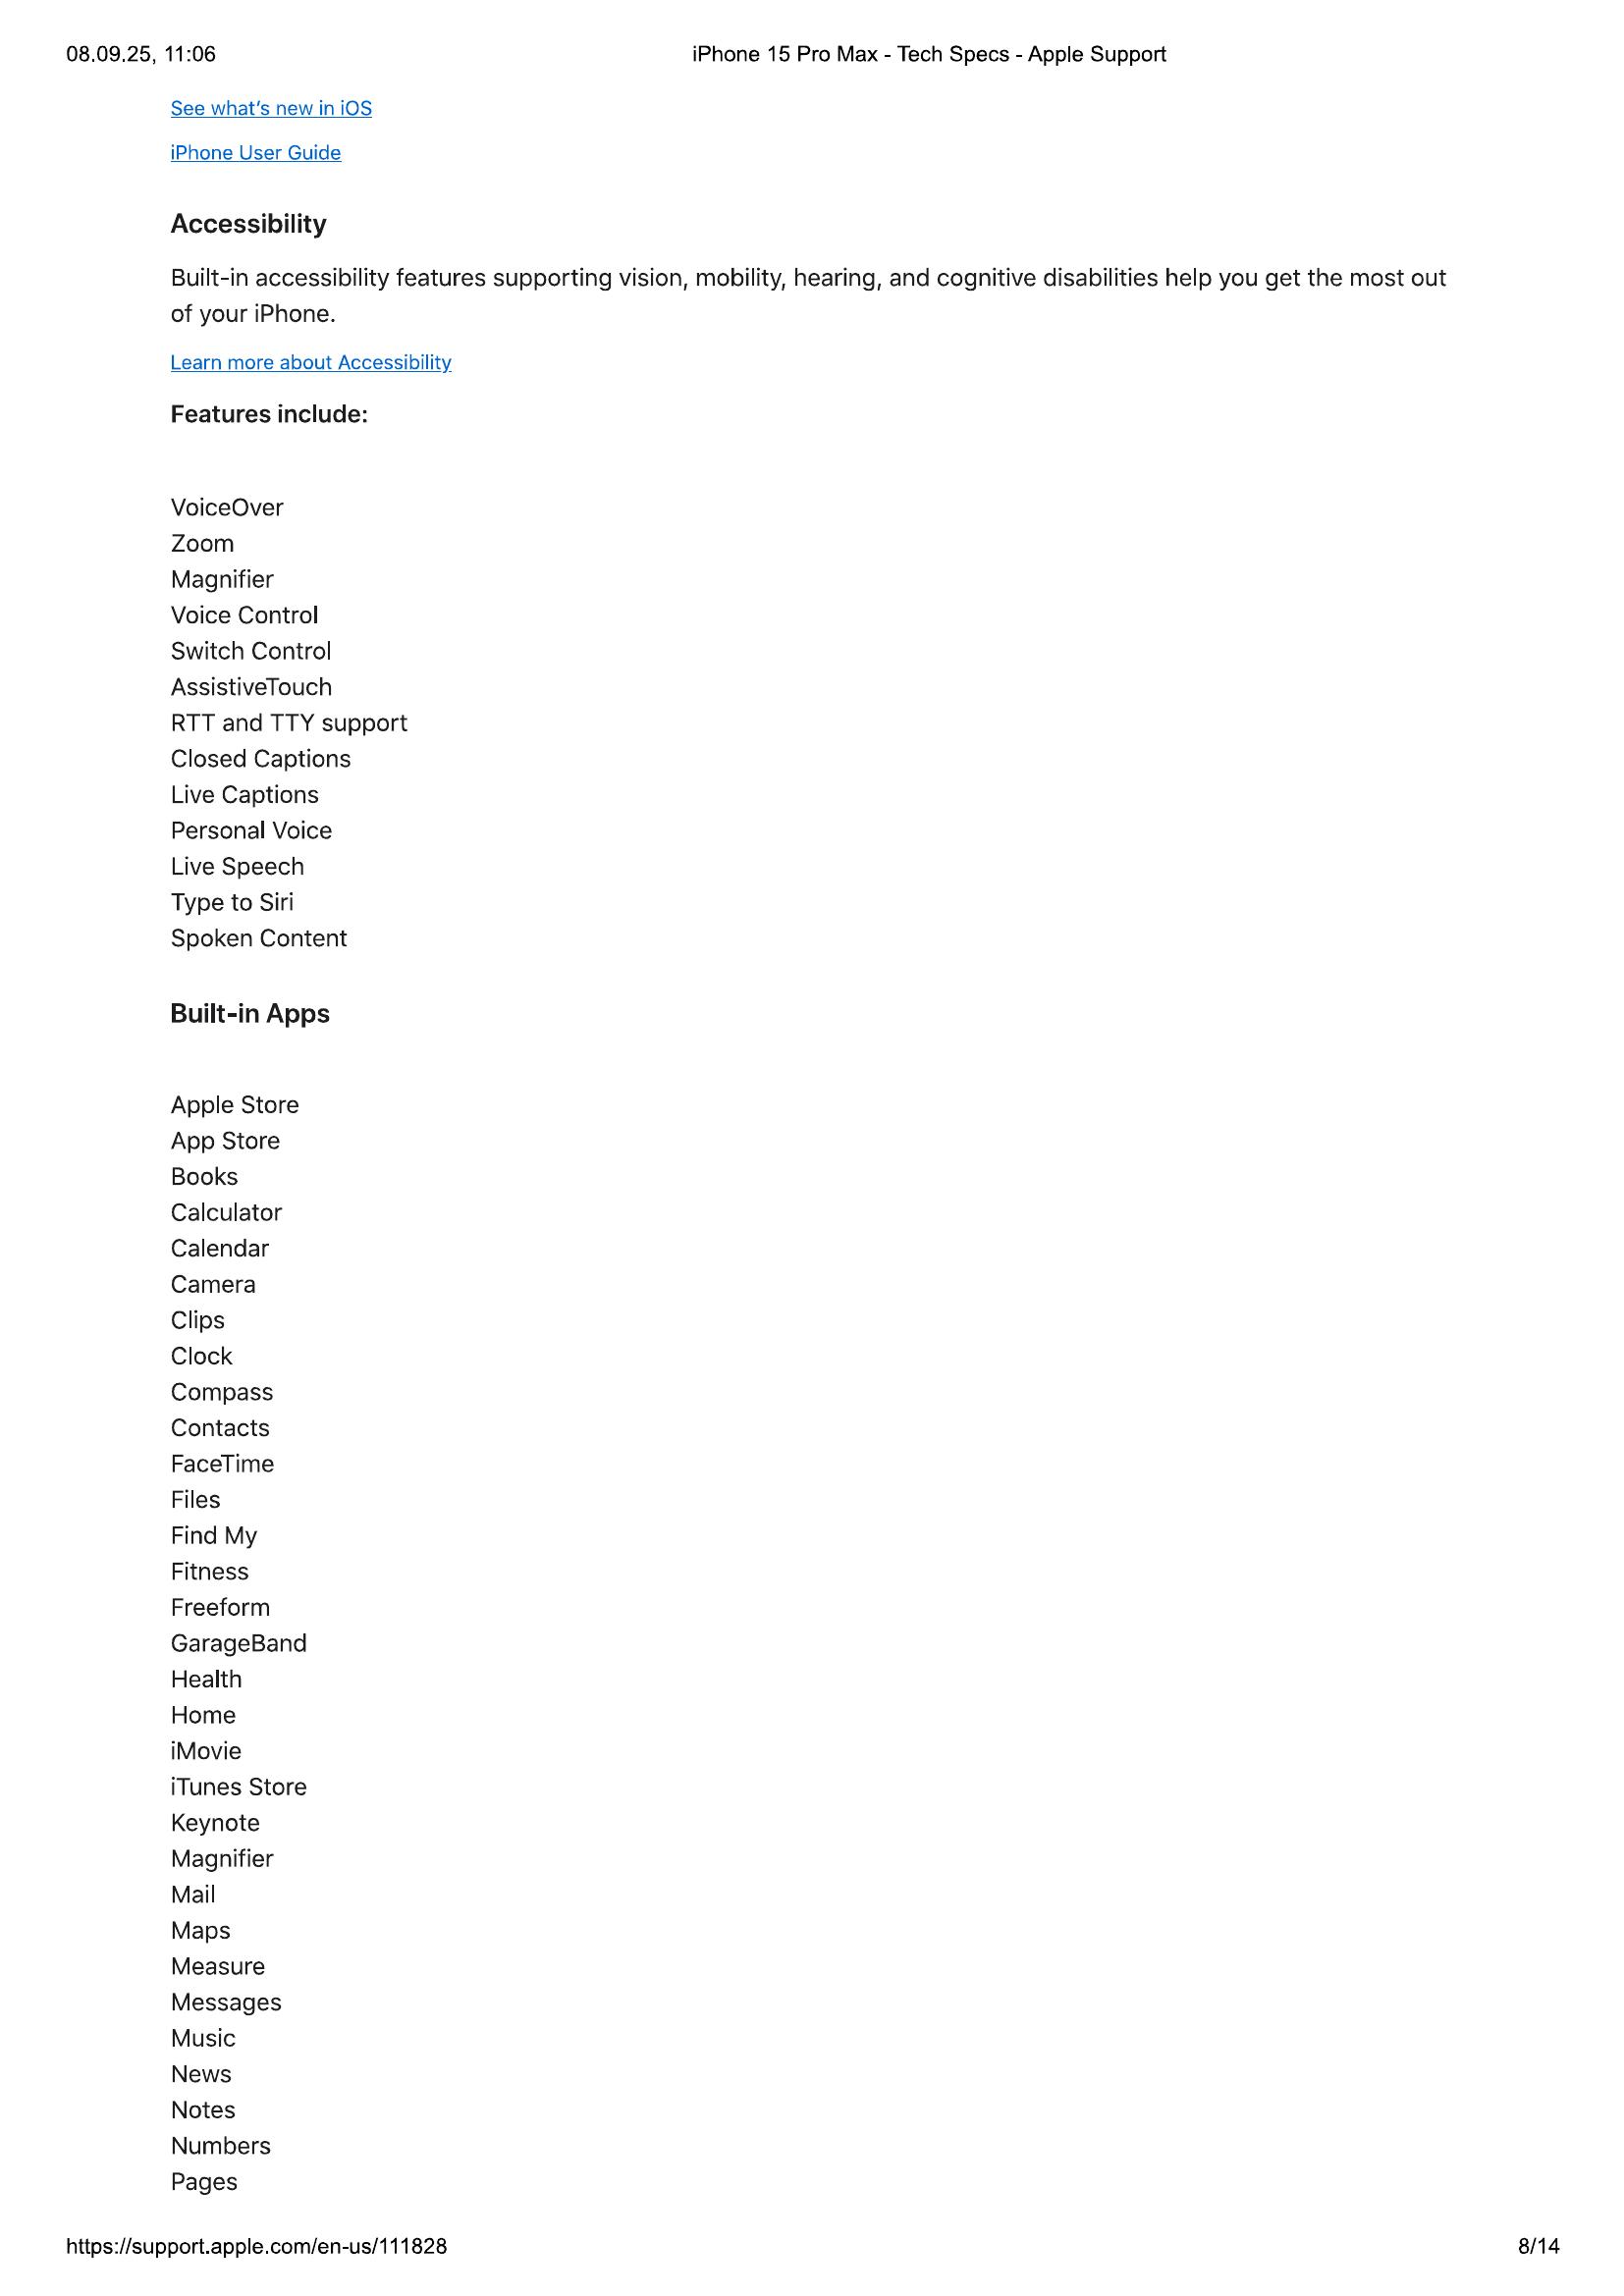 08.09.25, 11:06
iPhone 15 Pro Max - Tech Specs - Apple Support
See what‘s new in iOS
iPhone User Guide
Accessibility
Built-in accessibility features supporting vision, mobility, hearing, and cognitive disabilities help you get the most out
of your iPhone.
Learn more about Accessibility
Features include:
VoiceOver
Zoom
Magnifier
Voice Control
Switch Control
AssistiveTouch
RTT and TTY support
Closed Captions
Live Captions
Personal Voice
Live Speech
Type to Siri
Spoken Content
Built-in Apps
Apple Store
App Store
Books
Calculator
Calendar
Camera
Clips
Clock
Compass
Contacts
FaceTime
Files
Find My
Fitness
Freeform
GarageBand
Health
Home
iMovie
iTunes Store
Keynote
Magnifier
Mail
Maps
Measure
Messages
Music
News
Notes
Numbers
Pages
https://support.apple.com/en-us/111828
8/14